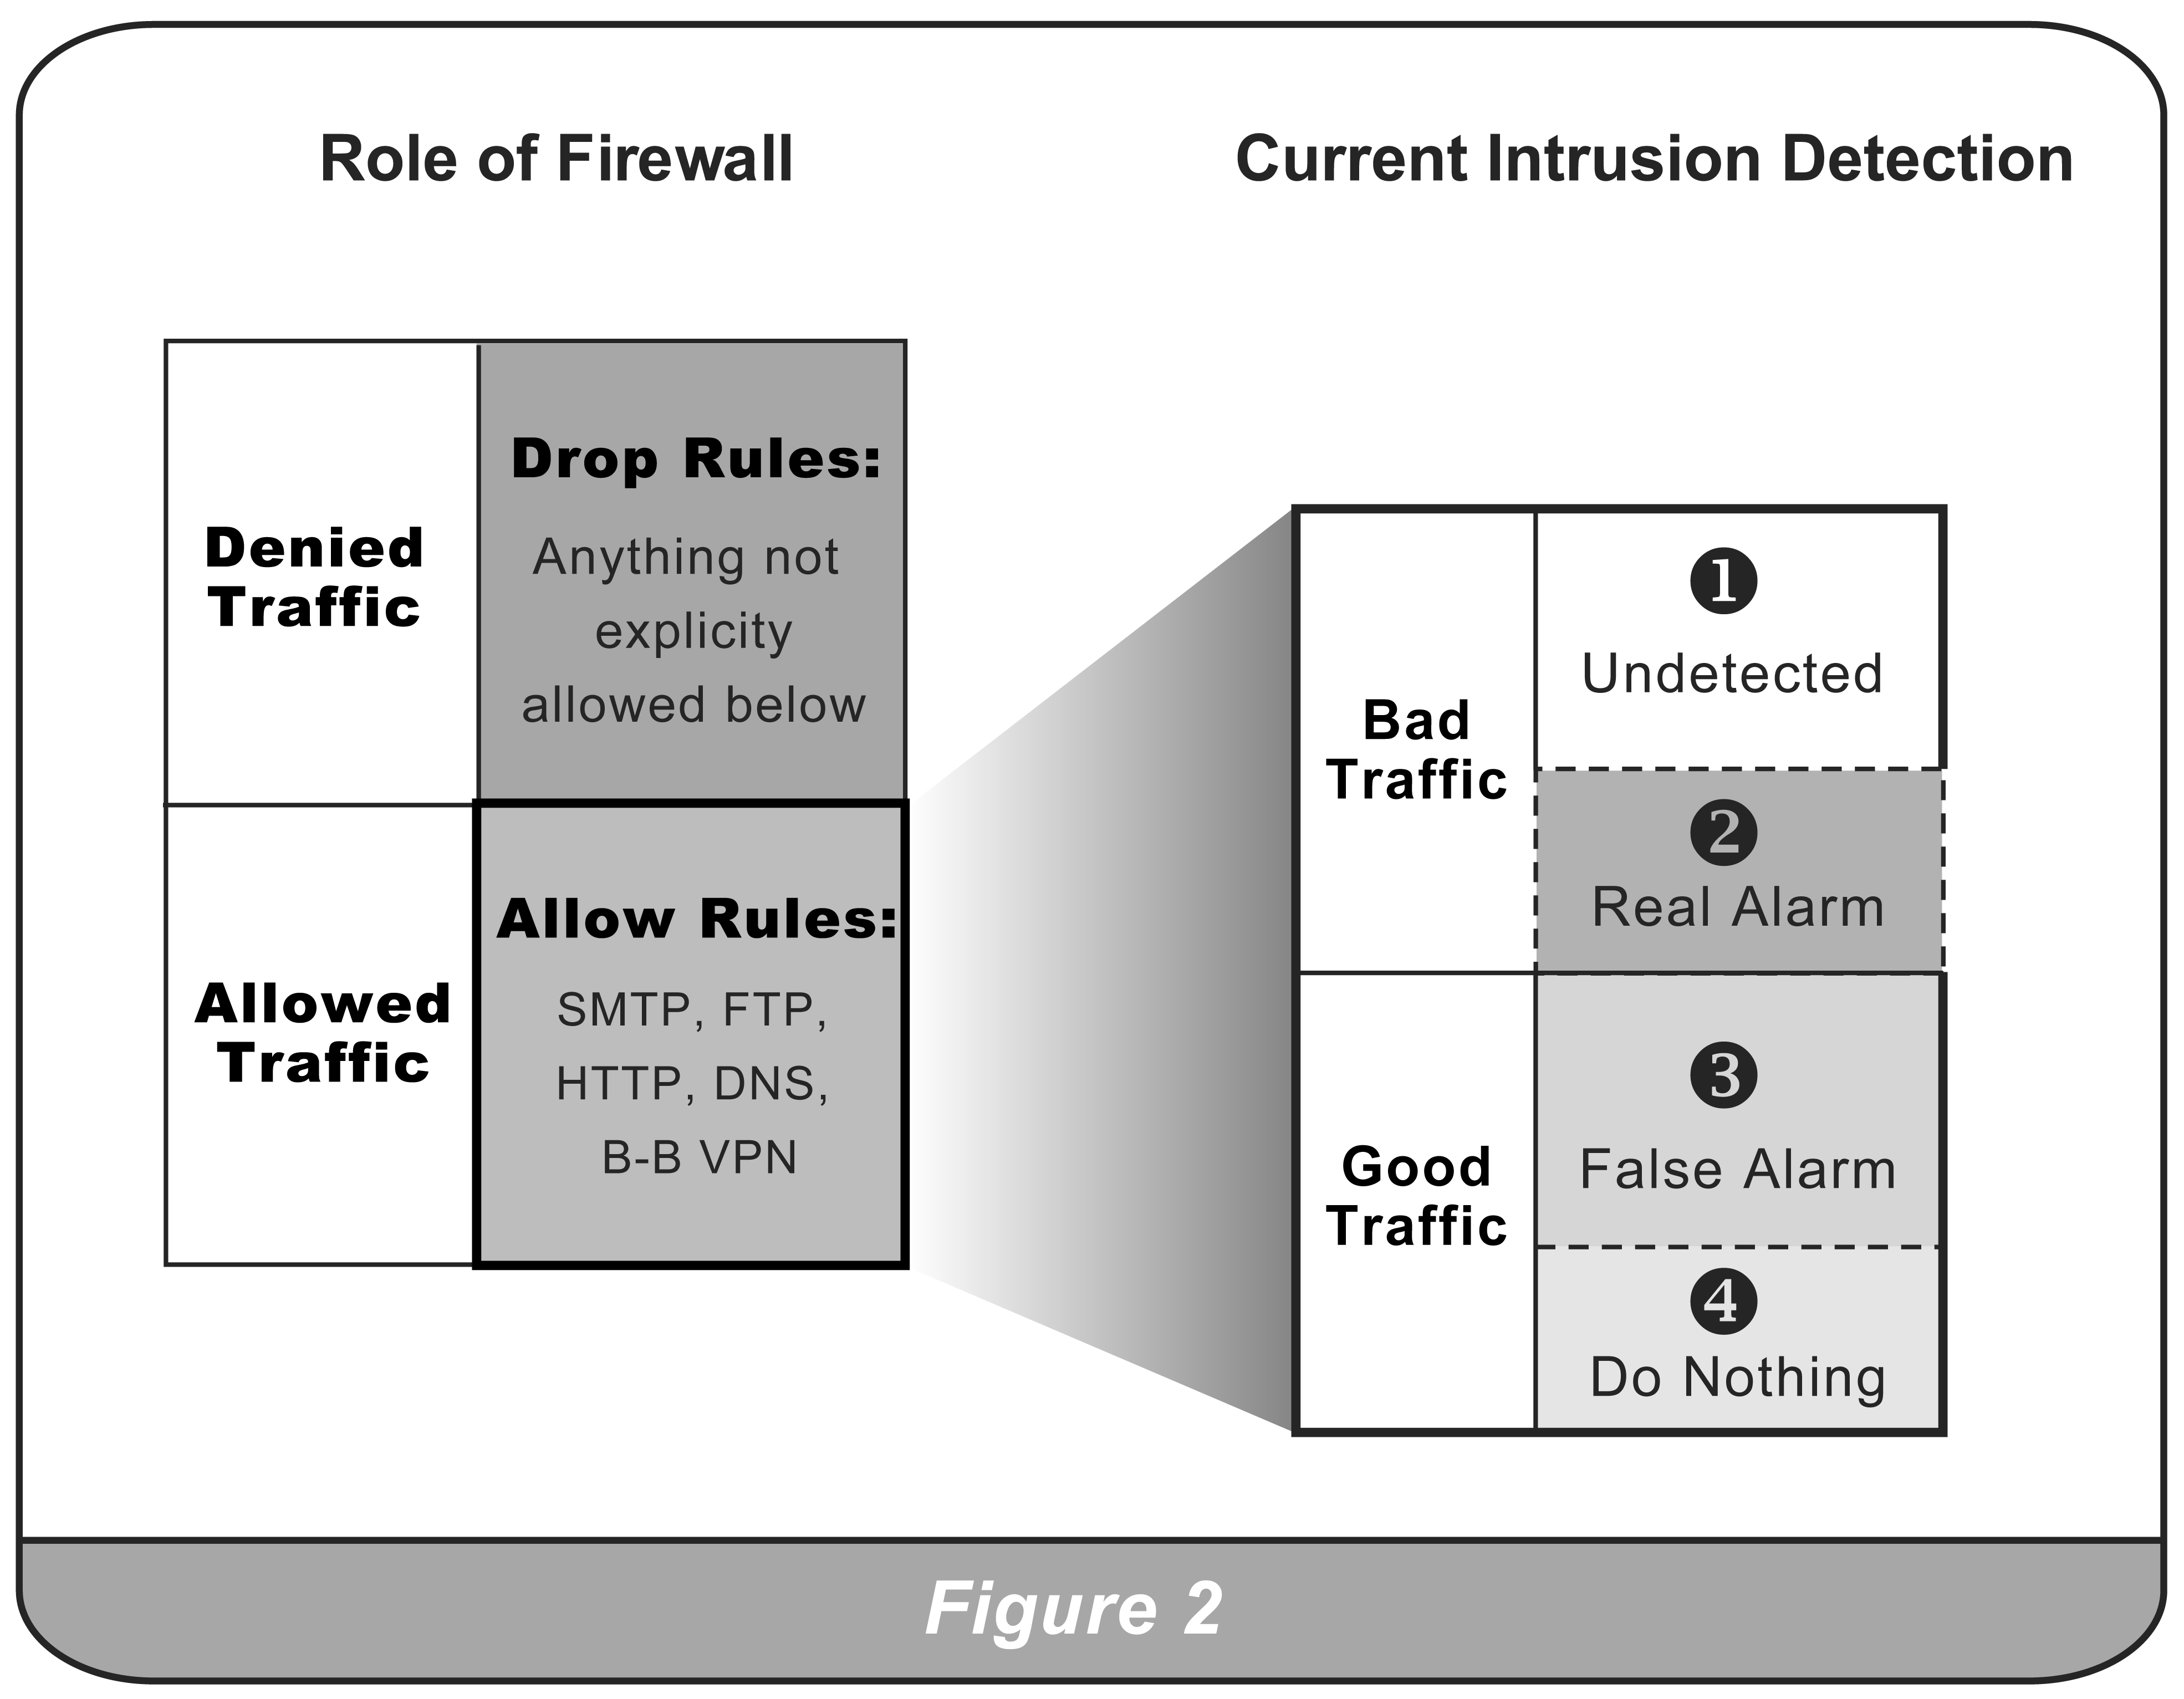 Role of Firewall
Current Intrusion Detection
Denied
Traffic
Drop Rules:
Anything not
explicity
allowed below
Allowed
Traffic
Allow Rules:
SMTP, FTP,
HTTP, DNS,
B-B VPN
Bad
Traffic
1
Undetected
2
Real Alarm
Good
Traffic
3
False Alarm
4
Do Nothing
Figure 2